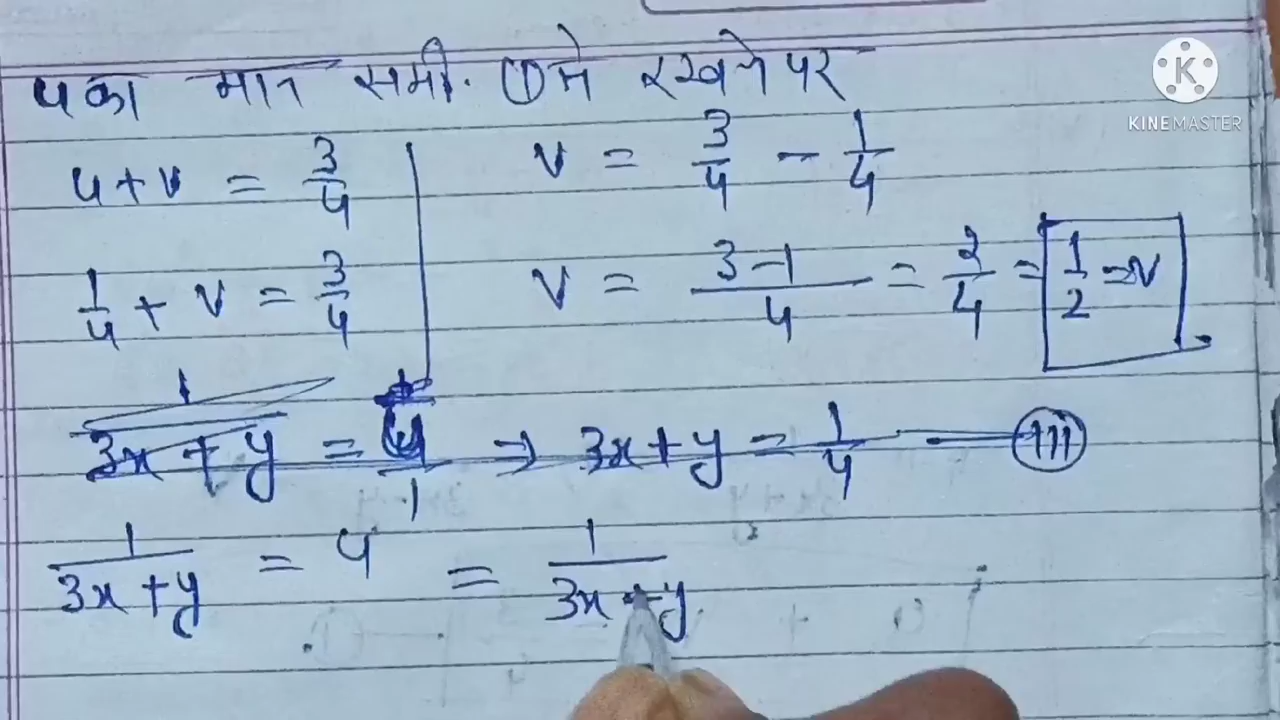 u का मान समी. ① मे रखने पर
u + v = 3/4
1/4 + v = 3/4
v = 3/4 - 1/4
v = 3-1/4 = 2/4 = 1/2 = v
1/3x + y = 4/1 ⇒ 3x + y = 1/4 — (iii)
1/3x + y = u = 1/3x + y
KINEMASTER